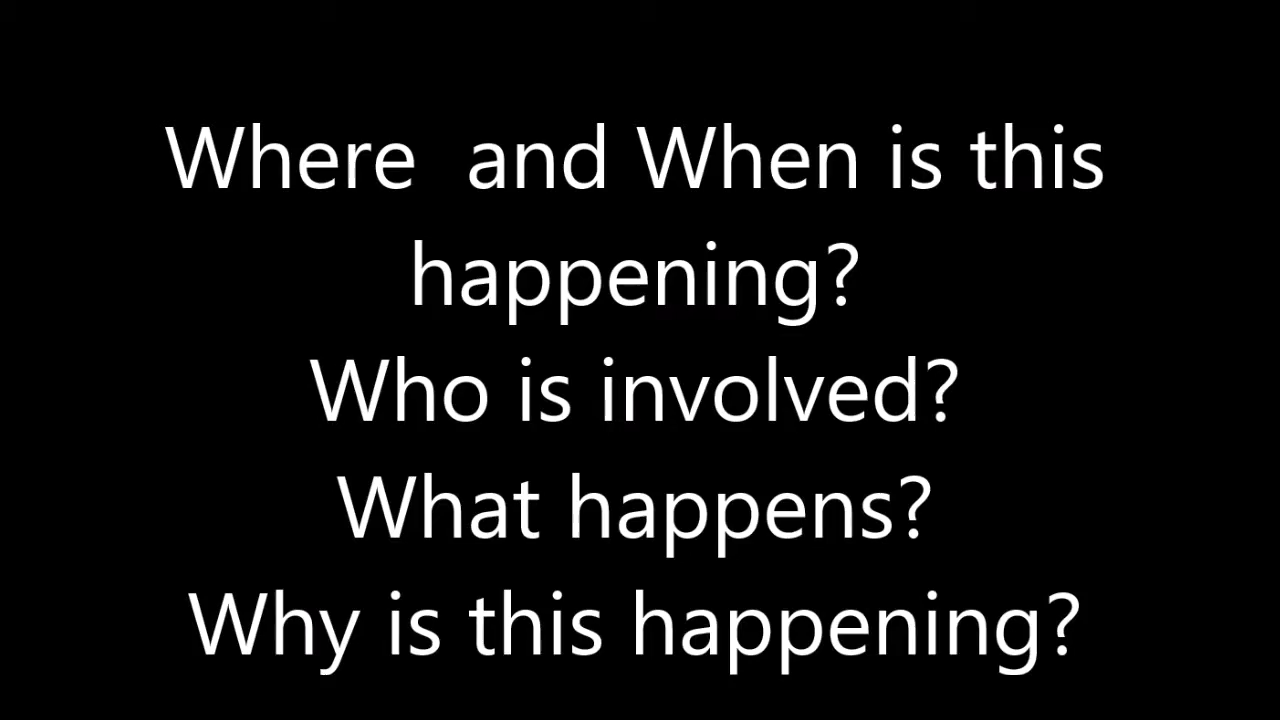 Where  and When is this
happening?
Who is involved?
What happens?
Why is this happening?